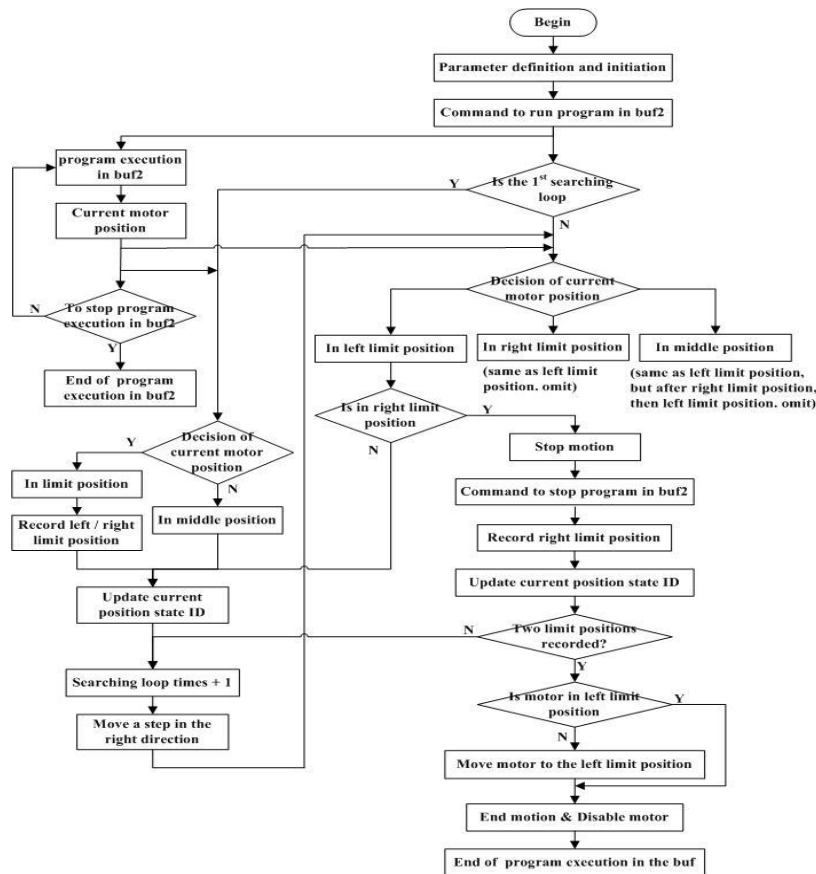 Begin
Parameter definition and initiation
Command to run program in buf2
program execution
in buf2
Current motor
position
N
To stop program
execution in buf2
Y
End of program
execution in buf2
Y
Is the 1st searching
loop
N
Decision of current
motor position
In left limit position
In right limit position
(same as left limit
position. omit)
In middle position
(same as left limit position,
but after right limit position,
then left limit position. omit)
Is in right limit
position
Y
N
Y
Decision of
current motor
position
N
In limit position
Record left / right
limit position
In middle position
Update current
position state ID
Searching loop times + 1
Move a step in the
right direction
Stop motion
Command to stop program in buf2
Record right limit position
Update current position state ID
N
Two limit positions
recorded?
Y
Is motor in left limit
position
Y
N
Move motor to the left limit position
End motion & Disable motor
End of program execution in the buf